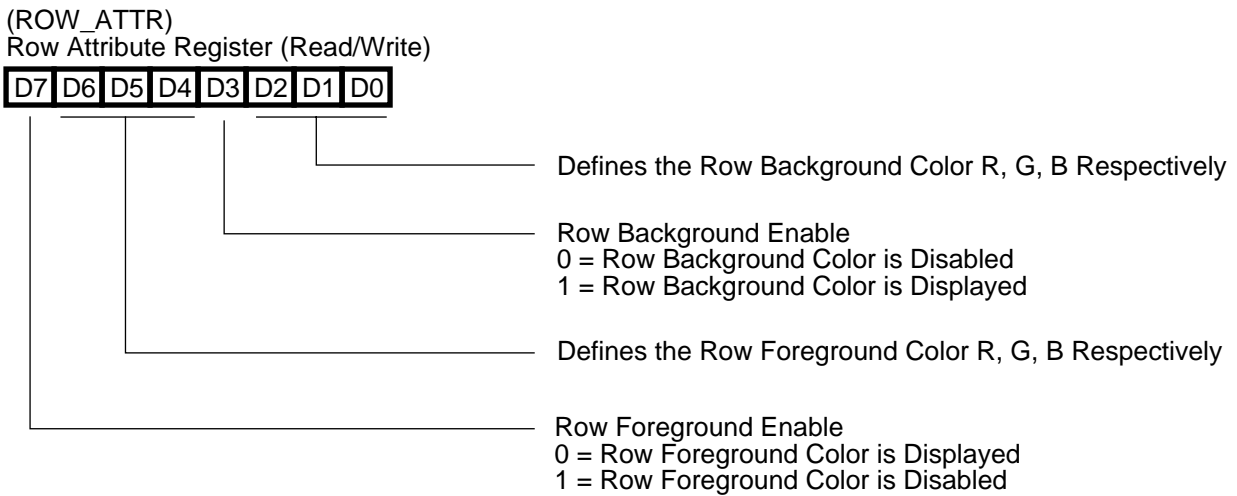 (ROW_ATTR)
Row Attribute Register (Read/Write)
D7 D6 D5 D4 D3 D2 D1 D0
Defines the Row Background Color R, G, B Respectively
Row Background Enable
0 = Row Background Color is Disabled
1 = Row Background Color is Displayed
Defines the Row Foreground Color R, G, B Respectively
Row Foreground Enable
0 = Row Foreground Color is Displayed
1 = Row Foreground Color is Disabled